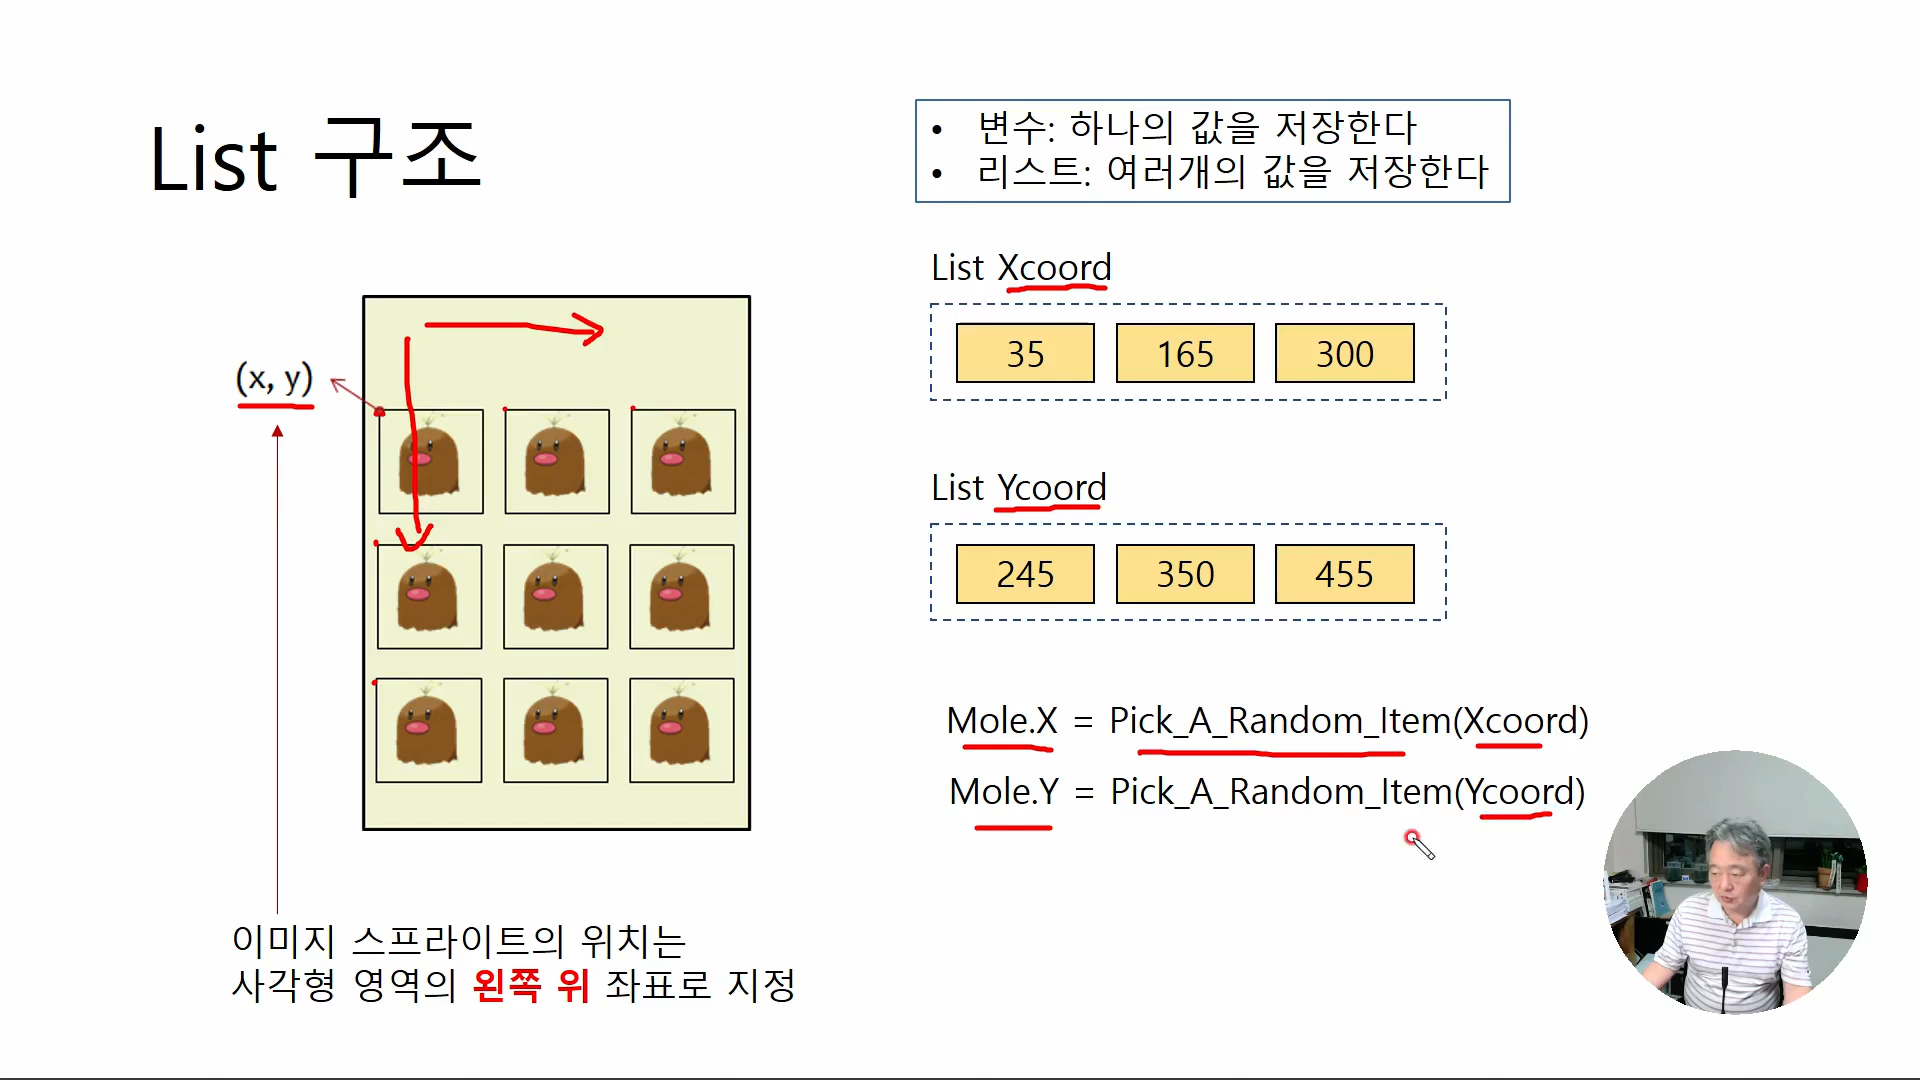 List 구조
• 변수: 하나의 값을 저장한다
• 리스트: 여러개의 값을 저장한다
(x, y)
이미지 스프라이트의 위치는
사각형 영역의 왼쪽 위 좌표로 지정
List Xcoord
35 165 300
List Ycoord
245 350 455
Mole.X = Pick_A_Random_Item(Xcoord)
Mole.Y = Pick_A_Random_Item(Ycoord)